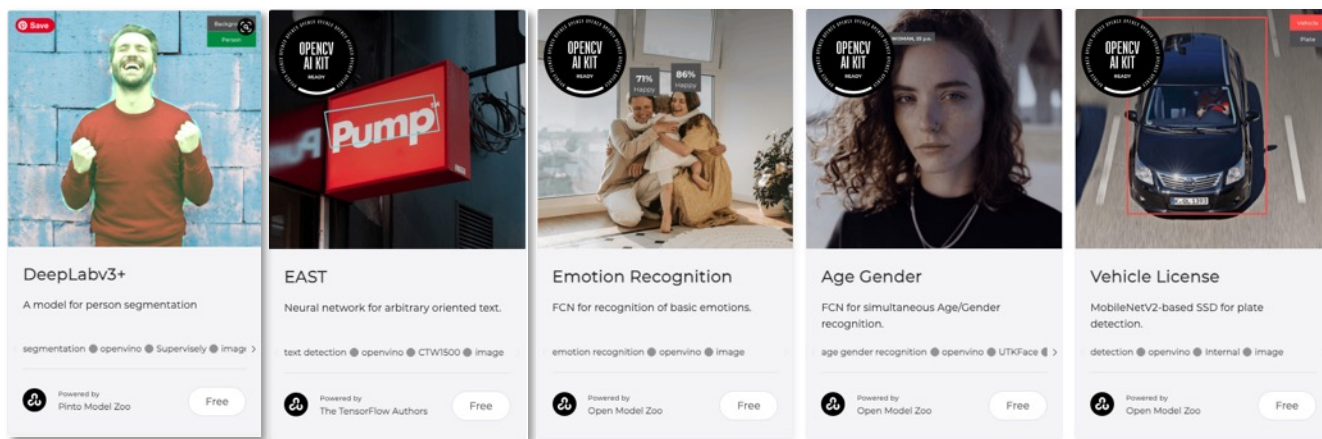 Save
Person
DeepLabv3+
A model for person segmentation
segmentation openvino Supervisely
Powered by
Pinto Model Zoo
Free
OPENCV
AI KIT
READY
Pump
EAST
Neural network for arbitrary oriented text.
text detection openvino CTW1500 image
Powered by
The TensorFlow Authors
Free
OPENCV
AI KIT
READY
71%
Happy
86%
Happy
Emotion Recognition
FCN for recognition of basic emotions.
emotion recognition openvino image
Powered by
Open Model Zoo
Free
OPENCV
AI KIT
READY
Age Gender
FCN for simultaneous Age/Gender
recognition.
age gender recognition openvino UTKFace
Powered by
Open Model Zoo
Free
OPENCV
AI KIT
READY
Vehicle
Plate
Vehicle License
MobileNetV2-based SSD for plate
detection.
detection openvino Internal image
Powered by
Open Model Zoo
Free